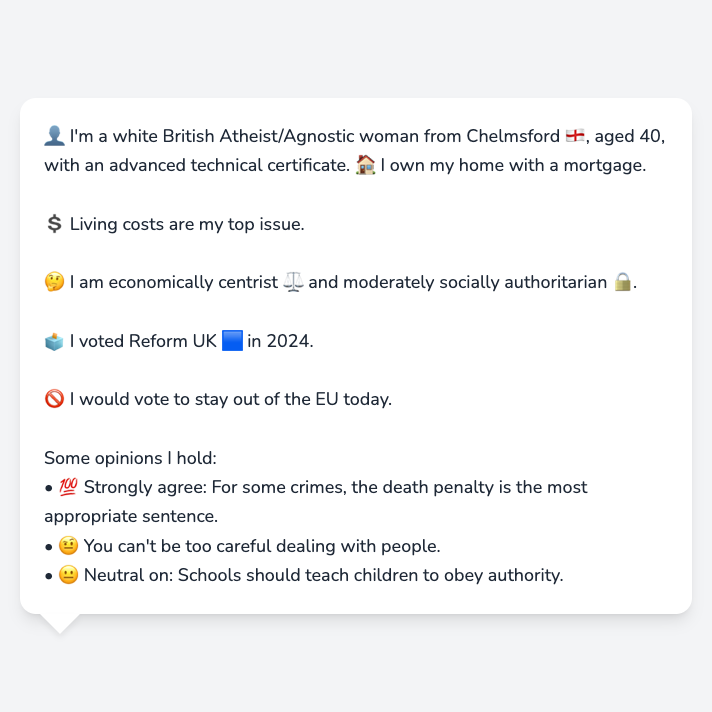 👤 I'm a white British Atheist/Agnostic woman from Chelmsford 🏴󠁧󠁢󠁥󠁮󠁧󠁿, aged 40,
with an advanced technical certificate. 🏠 I own my home with a mortgage.
💲 Living costs are my top issue.
🤔 I am economically centrist ⚖️ and moderately socially authoritarian 🔒.
🗳️ I voted Reform UK 🟦 in 2024.
🚫 I would vote to stay out of the EU today.
Some opinions I hold:
• 💯 Strongly agree: For some crimes, the death penalty is the most
appropriate sentence.
• 🤨 You can't be too careful dealing with people.
• 😐 Neutral on: Schools should teach children to obey authority.